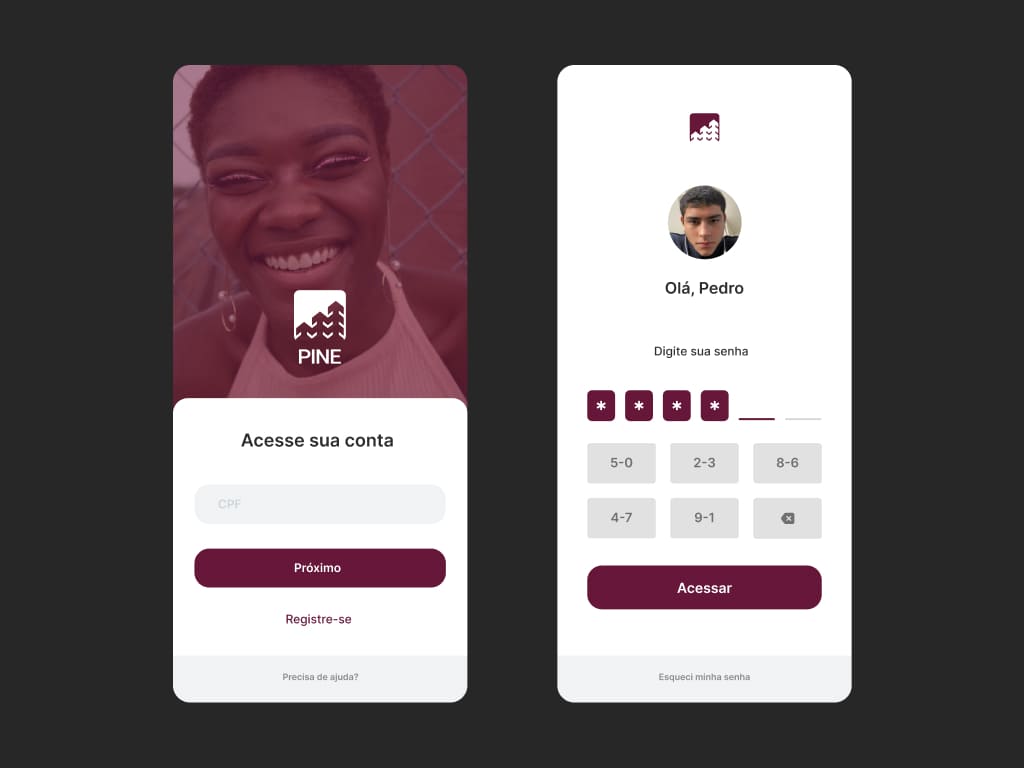 PINE
Acesse sua conta
CPF
Próximo
Registre-se
Precisa de ajuda?
Olá, Pedro
Digite sua senha
* * * *
5-0 2-3 8-6
4-7 9-1
Acessar
Esqueci minha senha